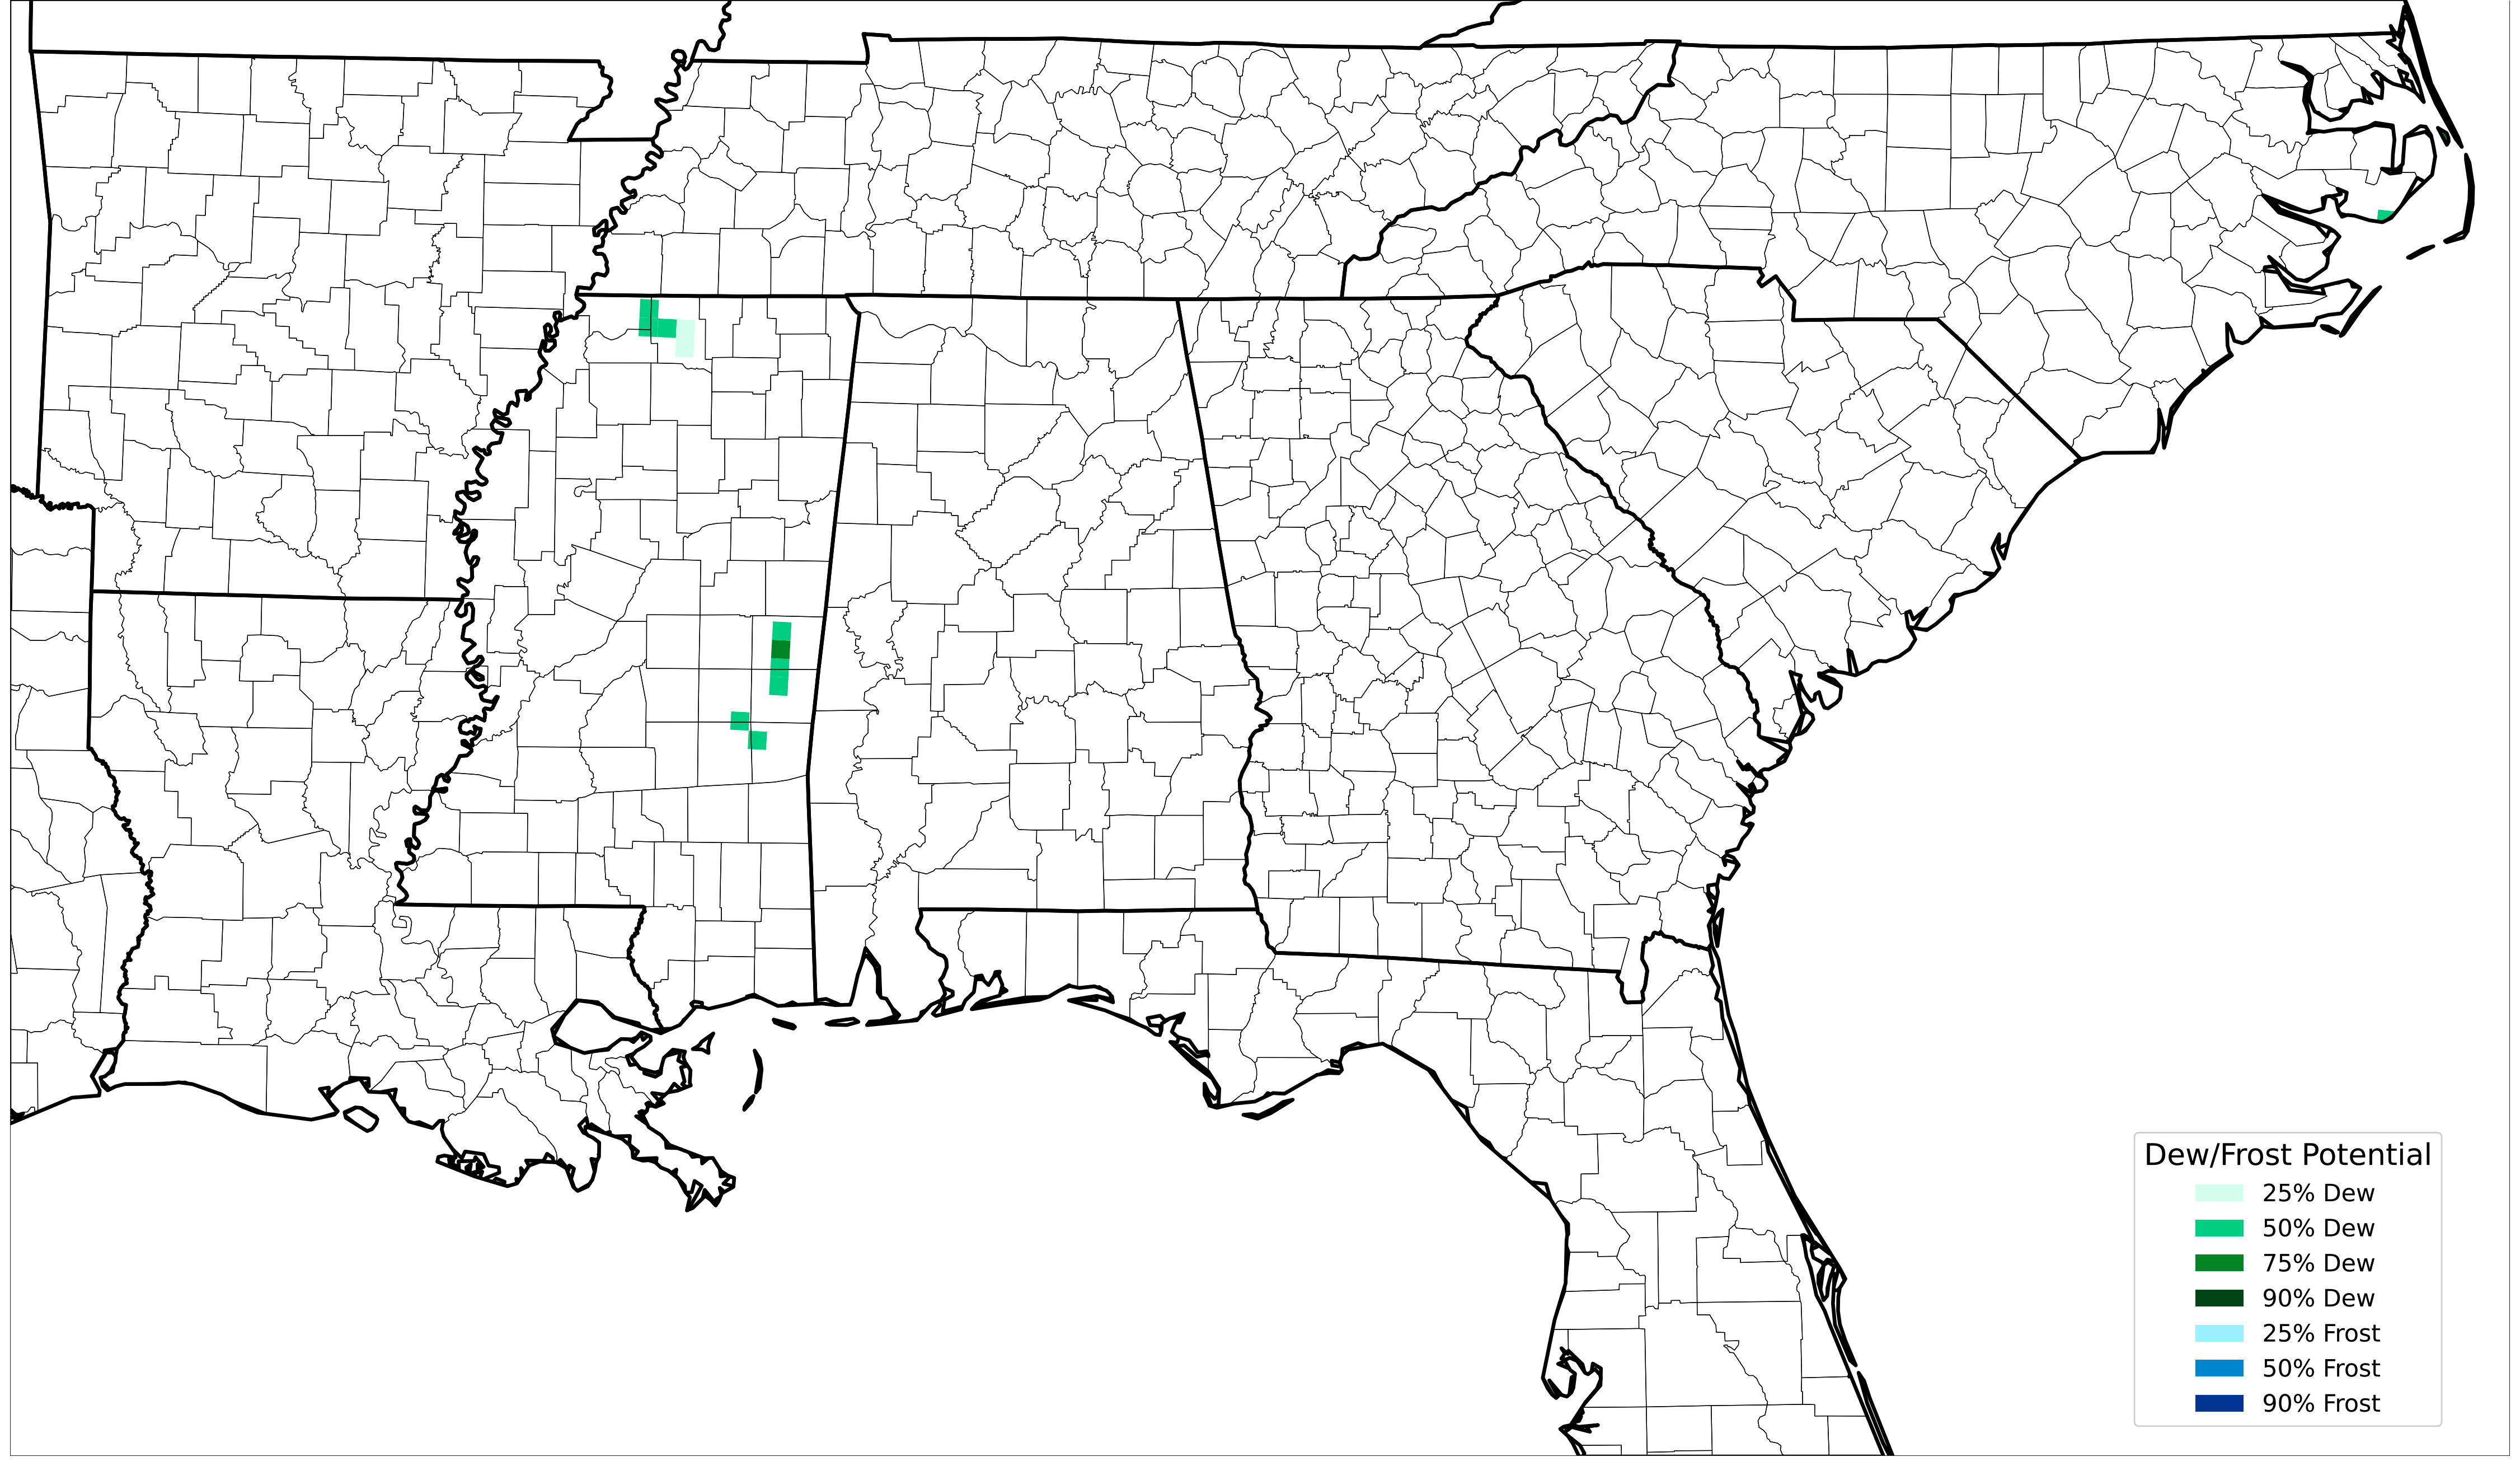 Dew/Frost Potential
25% Dew
50% Dew
75% Dew
90% Dew
25% Frost
50% Frost
90% Frost